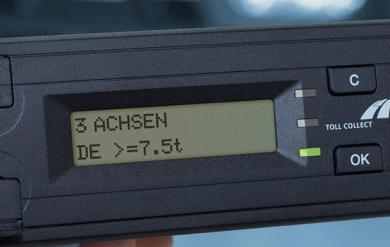 3 ACHSEN
DE >=7.5t
C
TOLL COLLECT
OK